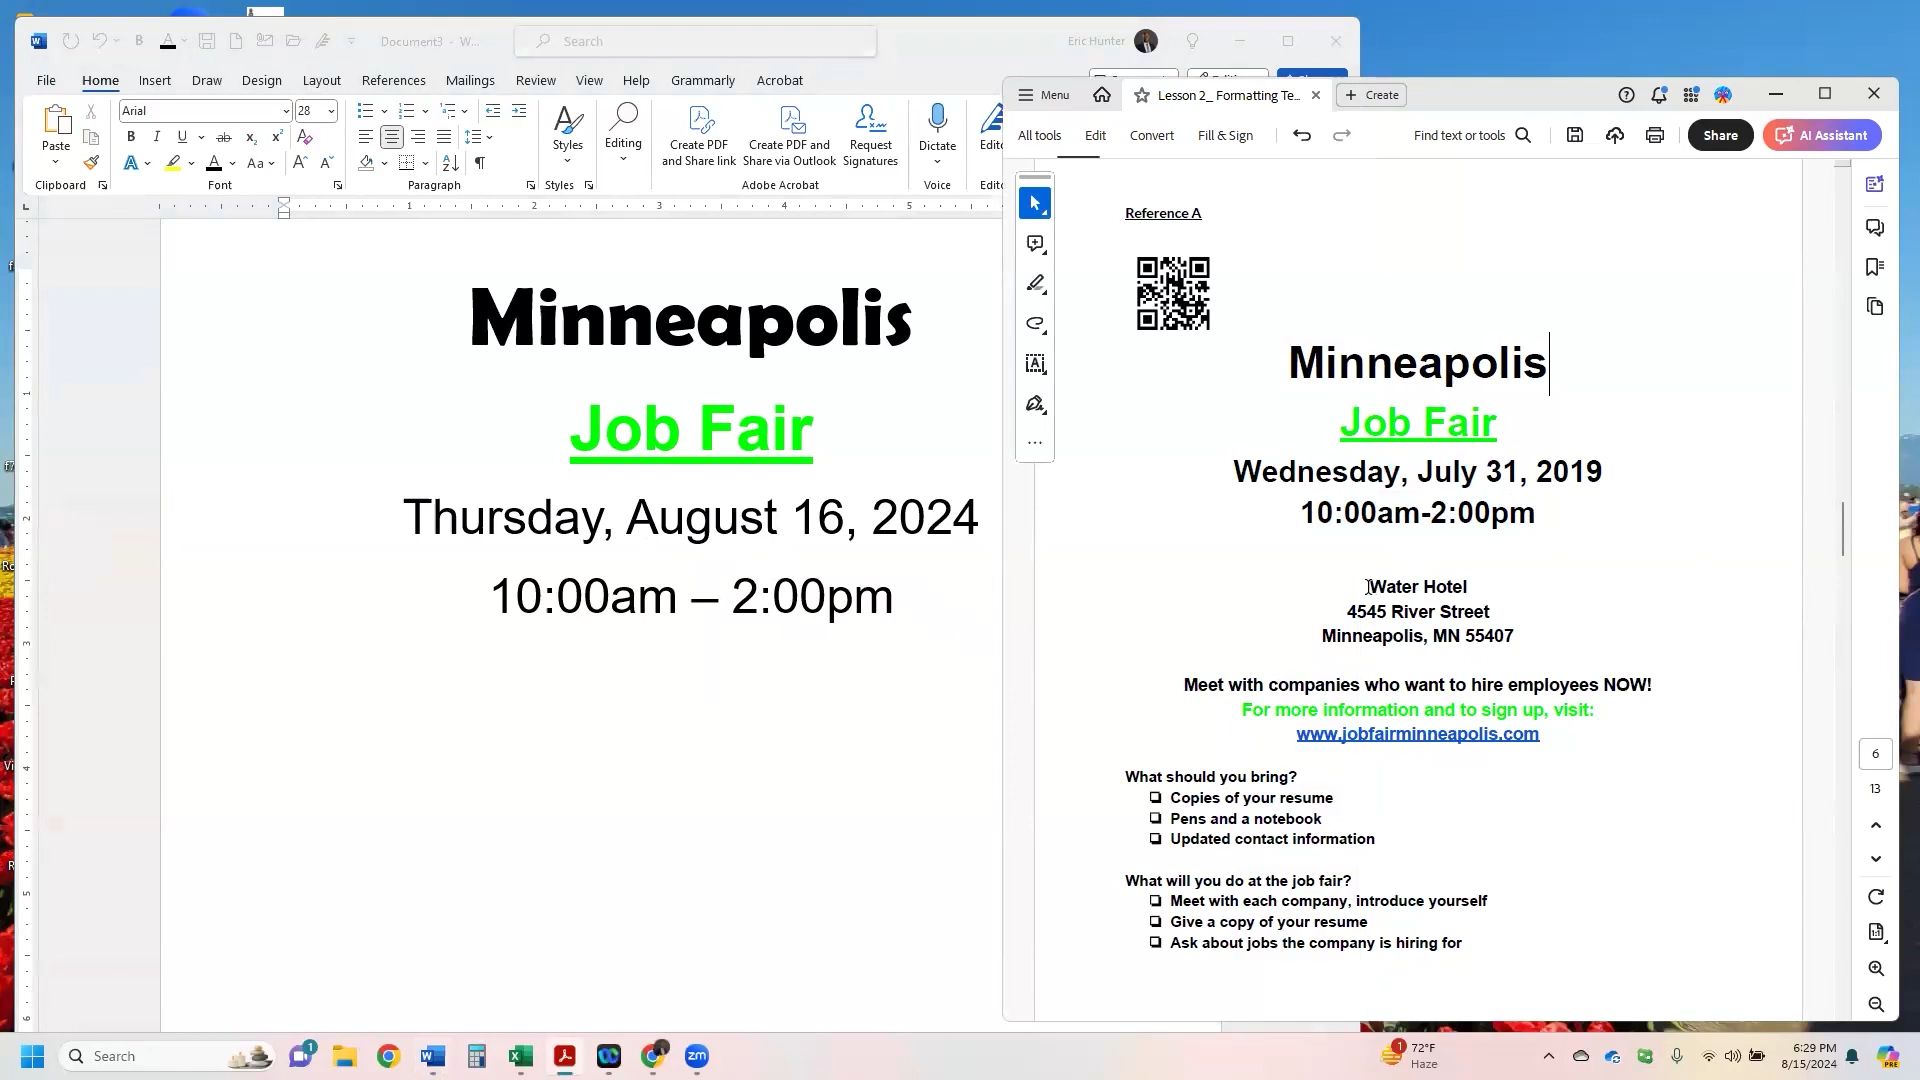 Document3 - W...
Search
Eric Hunter
File Home Insert Draw Design Layout References Mailings Review View Help Grammarly Acrobat
Arial 28
Paste
Styles
Editing
Create PDF and Share link
Create PDF and Share via Outlook
Request Signatures
Dictate
Clipboard Font Paragraph Styles Adobe Acrobat Voice
1 2 3 4 5
Minneapolis
Job Fair
Thursday, August 16, 2024
10:00am – 2:00pm
Menu Lesson 2_ Formatting Te... Create
All tools Edit Convert Fill & Sign Find text or tools Share AI Assistant
Reference A
Minneapolis
Job Fair
Wednesday, July 31, 2019
10:00am-2:00pm
Water Hotel
4545 River Street
Minneapolis, MN 55407
Meet with companies who want to hire employees NOW!
For more information and to sign up, visit:
www.jobfairminneapolis.com
What should you bring?
Copies of your resume
Pens and a notebook
Updated contact information
What will you do at the job fair?
Meet with each company, introduce yourself
Give a copy of your resume
Ask about jobs the company is hiring for
6
13
Search
72°F
Haze
6:29 PM
8/15/2024